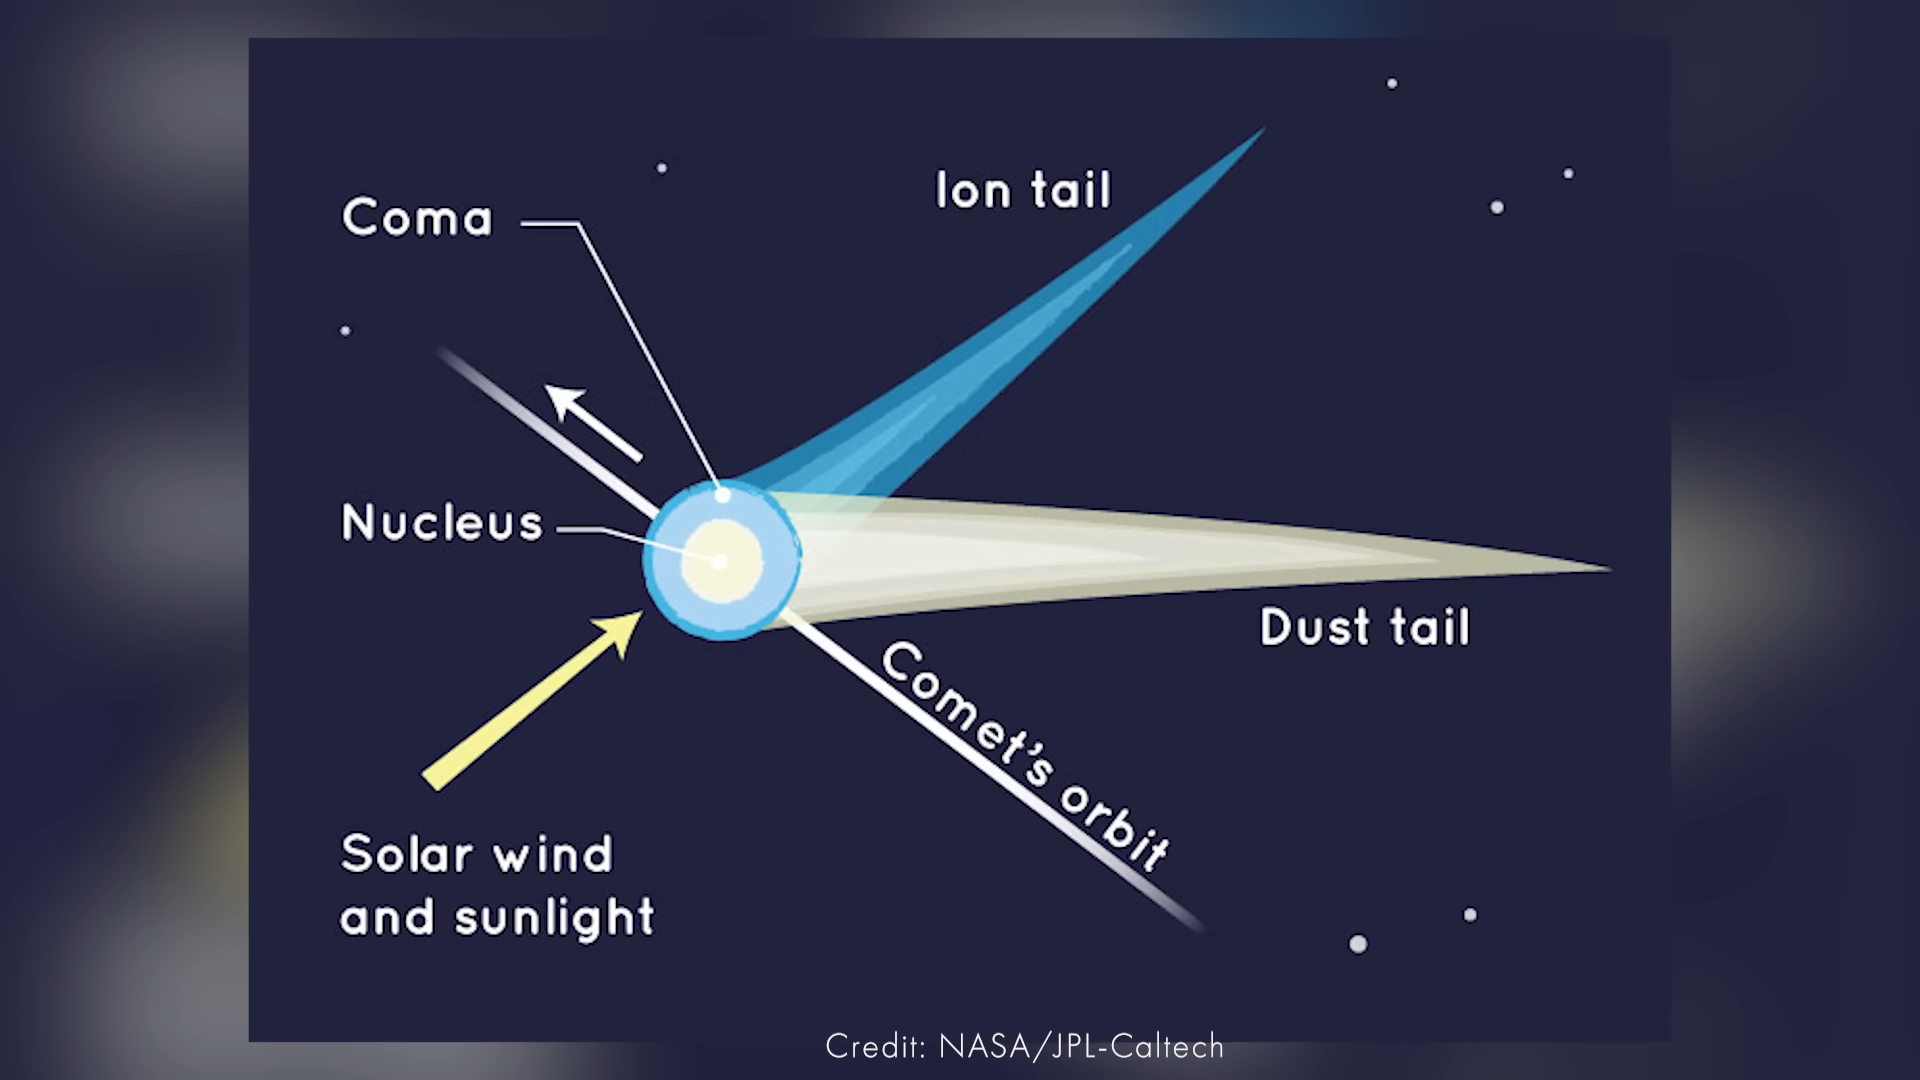 Ion tail
Coma
Nucleus
Dust tail
Comet's orbit
Solar wind
and sunlight
Credit: NASA/JPL-Caltech